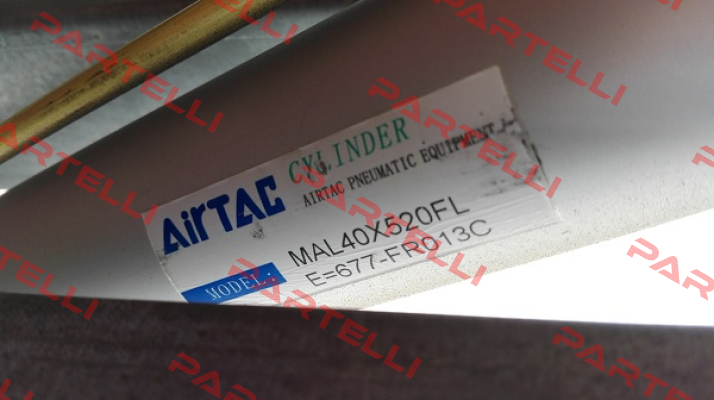 AirTAC CYLINDER
AIRTAC PNEUMATIC EQUIPMENT
MODEL: MAL40X520FL
E=677-FR013C
PARTELLI